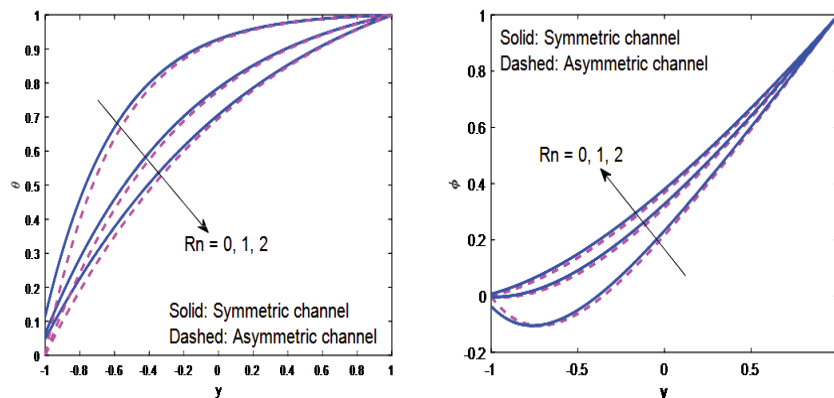 1
0.9
0.8
0.7
0.6
0.5
0.4
0.3
0.2
0.1
0
θ
Rn = 0, 1, 2
Solid: Symmetric channel
Dashed: Asymmetric channel
-1 -0.8 -0.6 -0.4 -0.2 0 0.2 0.4 0.6 0.8 1
y
1
0.8
0.6
0.4
0.2
0
-0.2
ϕ
Solid: Symmetric channel
Dashed: Asymmetric channel
Rn = 0, 1, 2
-1 -0.5 0 0.5
y